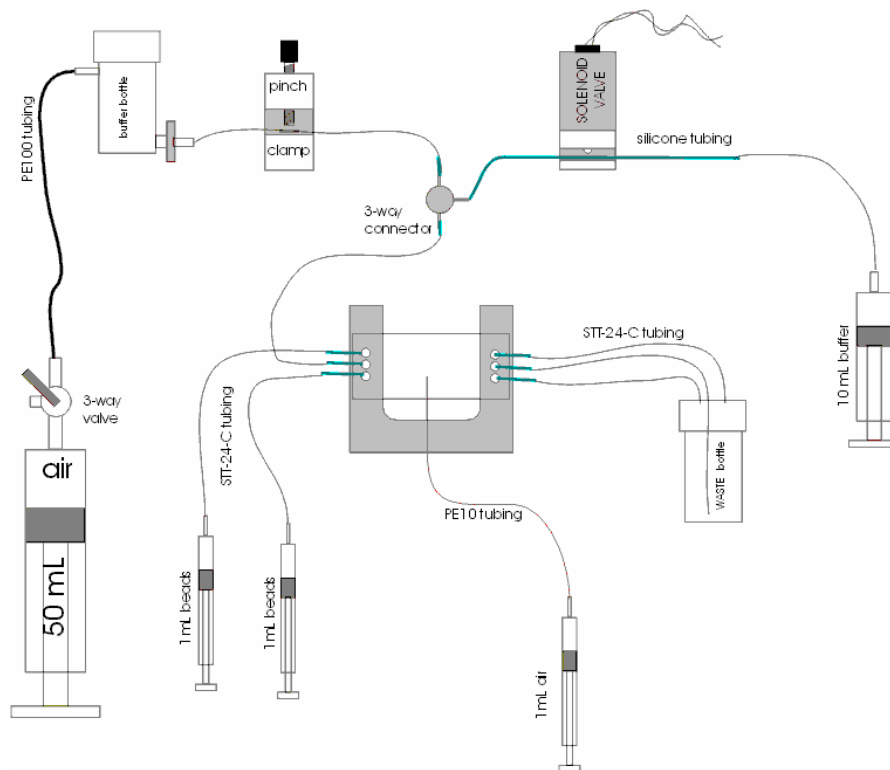 PE100 tubing
buffer bottle
pinch
clamp
SOLENOID
VALVE
silicone tubing
3-way
connector
3-way
valve
air
50 mL
STT-24-C tubing
1 mL beads
1 mL beads
PE10 tubing
1 mL air
STT-24-C tubing
WASTE bottle
10 mL buffer